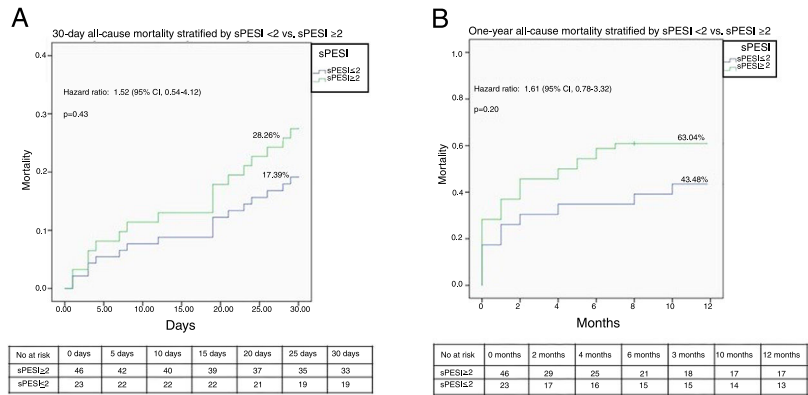 A
30-day all-cause mortality stratified by sPESI <2 vs. sPESI ≥2
sPESI
sPESI≤2
sPESI≥2
Hazard ratio: 1.52 (95% CI, 0.54-4.12)
p=0.43
28.26%
17.39%
Mortality
0.4
0.3
0.2
0.1
0.0
0.00 5.00 10.00 15.00 20.00 25.00 30.00
Days
No at risk 0 days 5 days 10 days 15 days 20 days 25 days 30 days
sPESI≥2 46 42 40 39 37 35 33
sPESI≤2 23 22 22 22 21 19 19
B
One-year all-cause mortality stratified by sPESI <2 vs. sPESI ≥2
sPESI
sPESI≤2
sPESI≥2
Hazard ratio: 1.61 (95% CI, 0.78-3.32)
p=0.20
63.04%
43.48%
Mortality
1.0
0.8
0.6
0.4
0.2
0.0
0 2 4 6 8 10 12
Months
No at risk 0 months 2 months 4 months 6 months 3 months 10 months 12 months
sPESI≥2 46 29 25 21 18 17 17
sPESI≤2 23 17 16 15 15 14 13